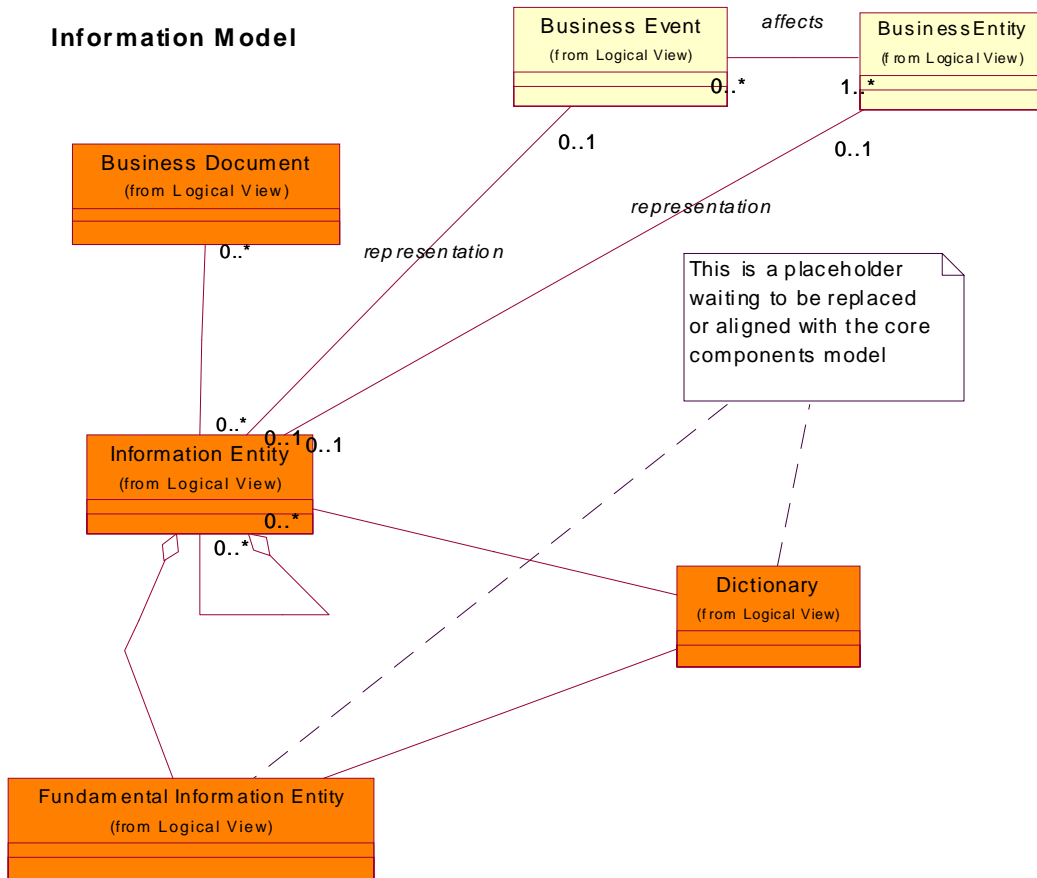 Information Model
Business Event
(from Logical View)
affects
Business Entity
(from Logical View)
0..*
1..*
0..1
0..1
Business Document
(from Logical View)
0..*
representation
representation
This is a placeholder
waiting to be replaced
or aligned with the core
components model
0..*
0..1
0..1
Information Entity
(from Logical View)
0..*
0..*
Dictionary
(from Logical View)
Fundamental Information Entity
(from Logical View)